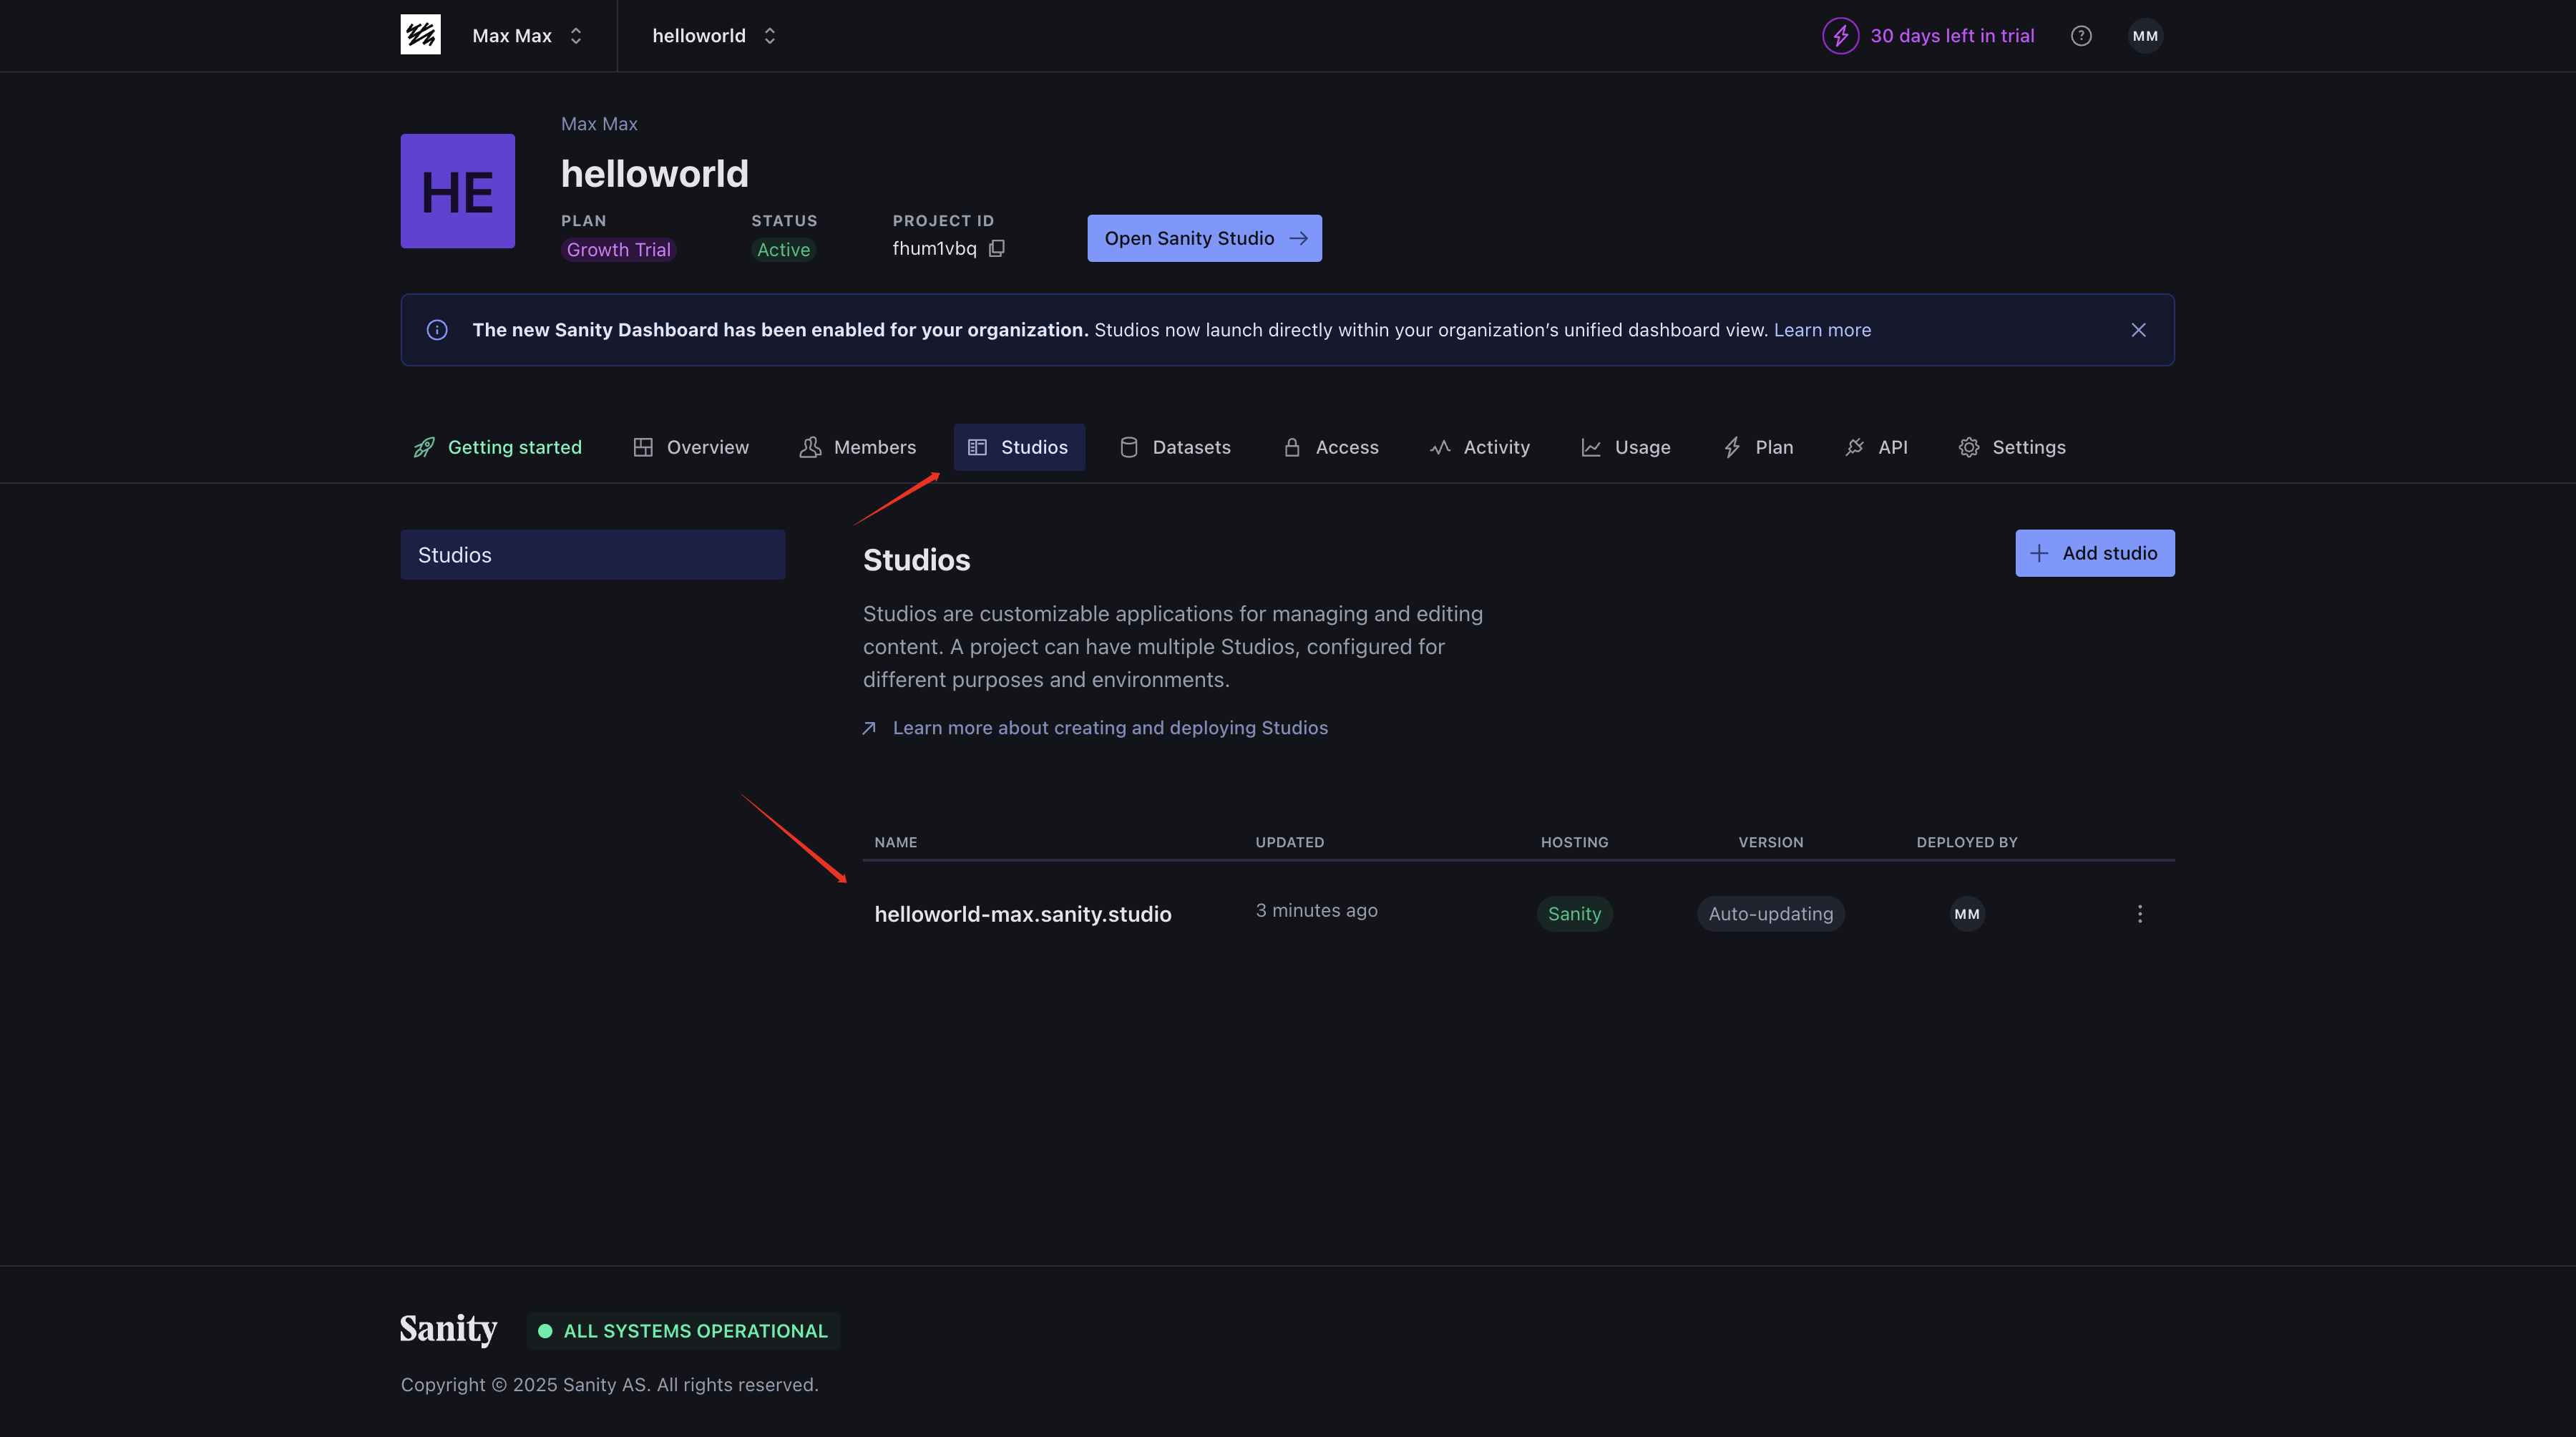 Max Max
helloworld
30 days left in trial
MM
Max Max
HE
helloworld
PLAN
STATUS
PROJECT ID
Growth Trial
Active
fhum1vbq
Open Sanity Studio
The new Sanity Dashboard has been enabled for your organization. Studios now launch directly within your organization’s unified dashboard view. Learn more
Getting started
Overview
Members
Studios
Datasets
Access
Activity
Usage
Plan
API
Settings
Studios
Studios
Add studio
Studios are customizable applications for managing and editing
content. A project can have multiple Studios, configured for
different purposes and environments.
Learn more about creating and deploying Studios
NAME
UPDATED
HOSTING
VERSION
DEPLOYED BY
helloworld-max.sanity.studio
3 minutes ago
Sanity
Auto-updating
MM
Sanity
ALL SYSTEMS OPERATIONAL
Copyright © 2025 Sanity AS. All rights reserved.